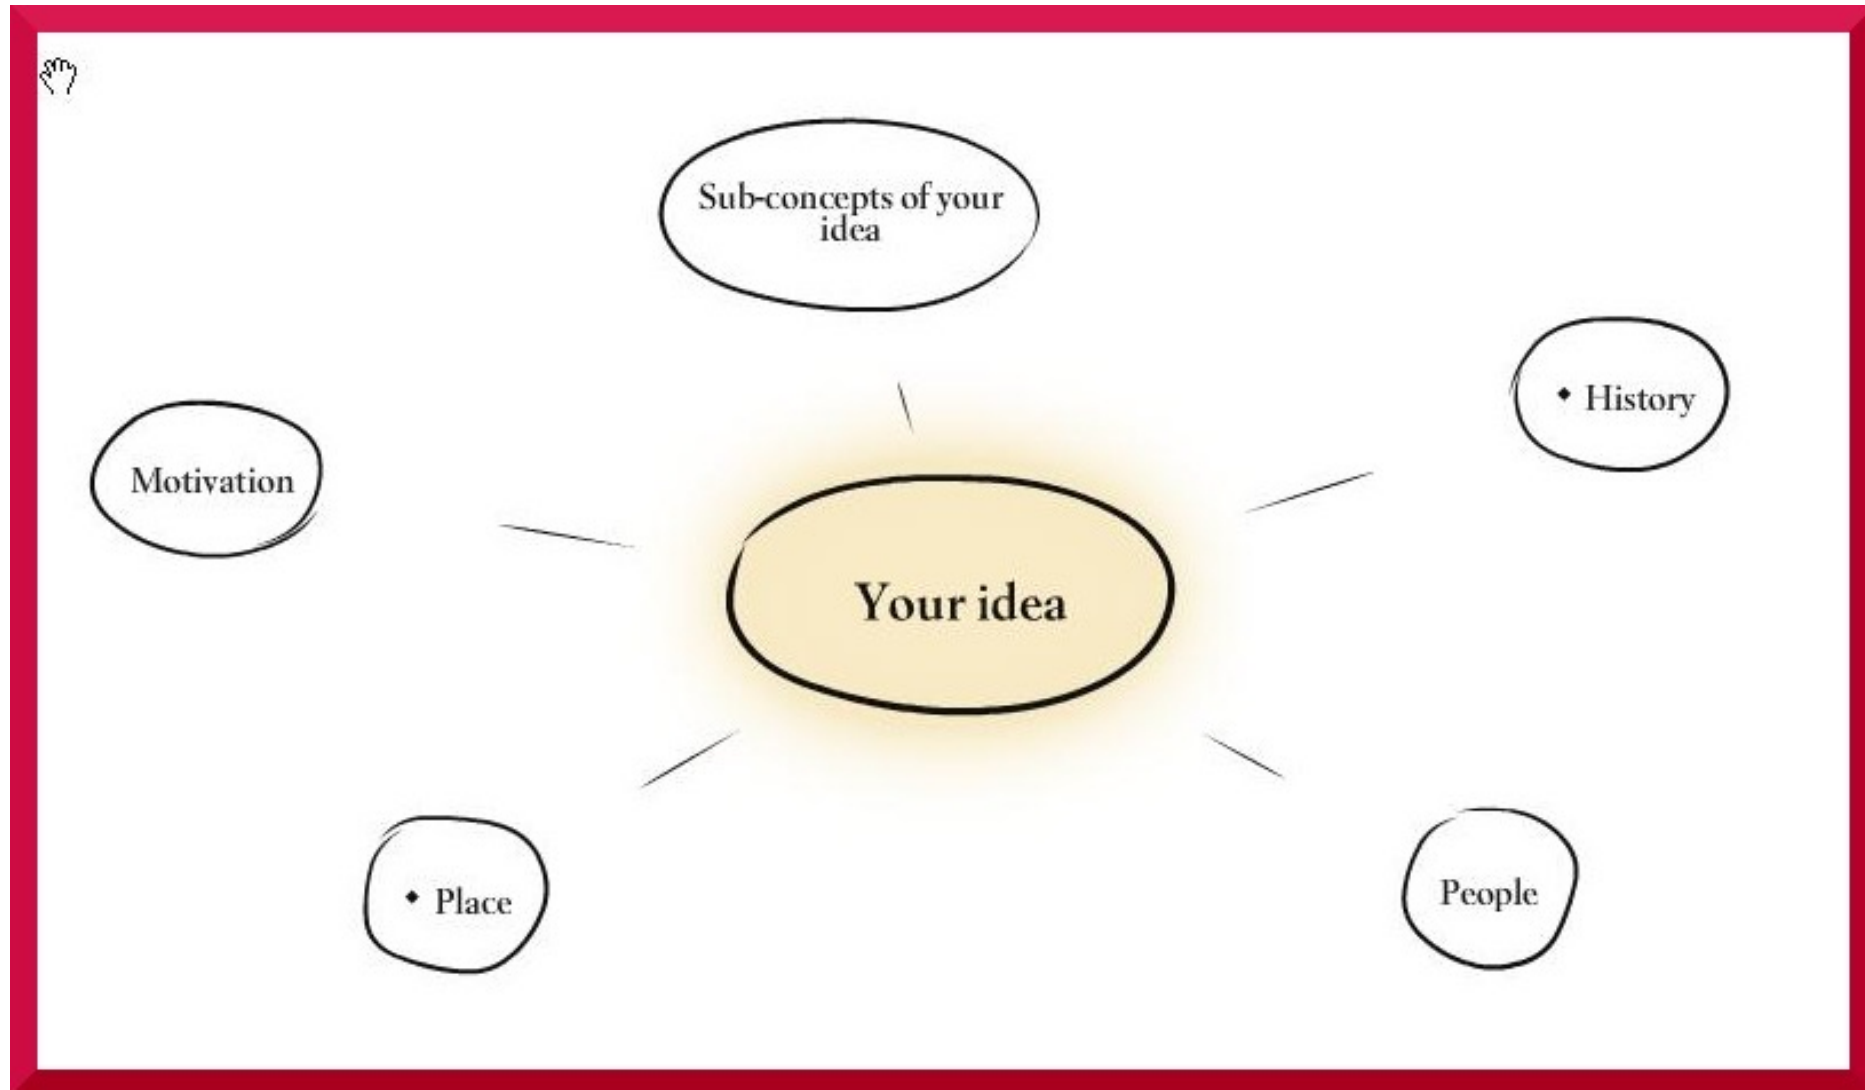 Sub-concepts of your
idea
◆ History
Motivation
Your idea
◆ Place
People